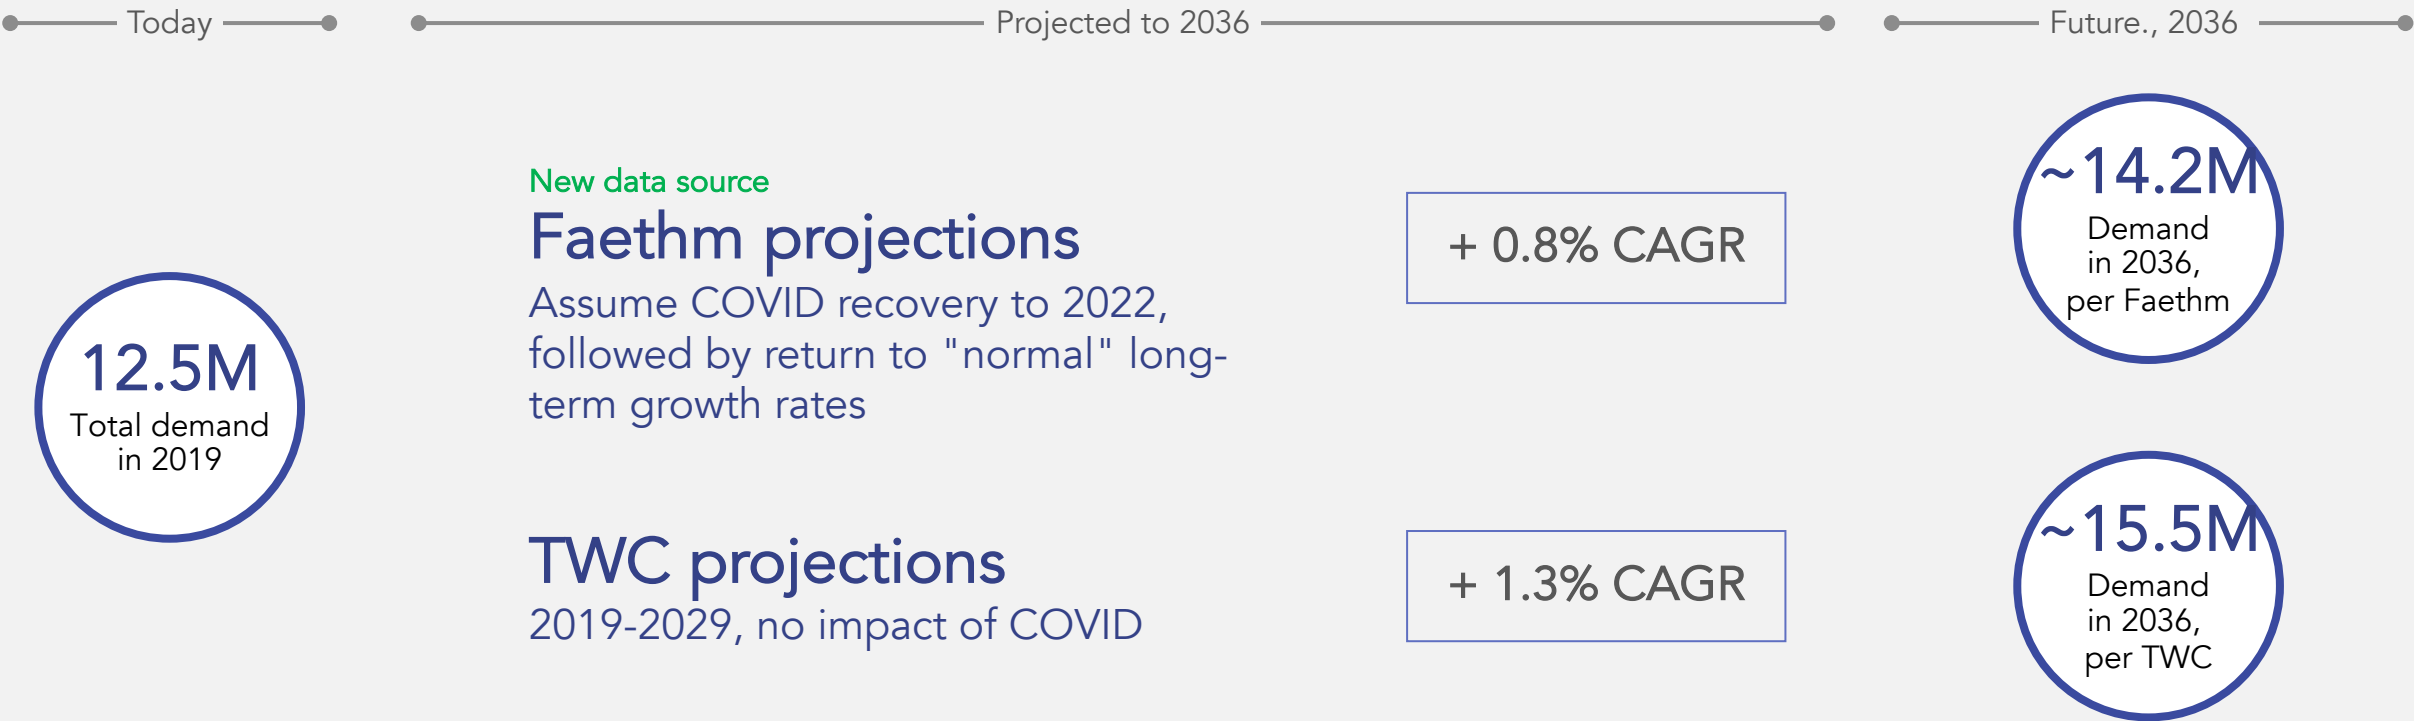 Today
Projected to 2036
Future., 2036
12.5M
Total demand
in 2019
New data source
Faethm projections
Assume COVID recovery to 2022,
followed by return to "normal" long-
term growth rates
+ 0.8% CAGR
~14.2M
Demand
in 2036,
per Faethm
TWC projections
2019-2029, no impact of COVID
+ 1.3% CAGR
~15.5M
Demand
in 2036,
per TWC